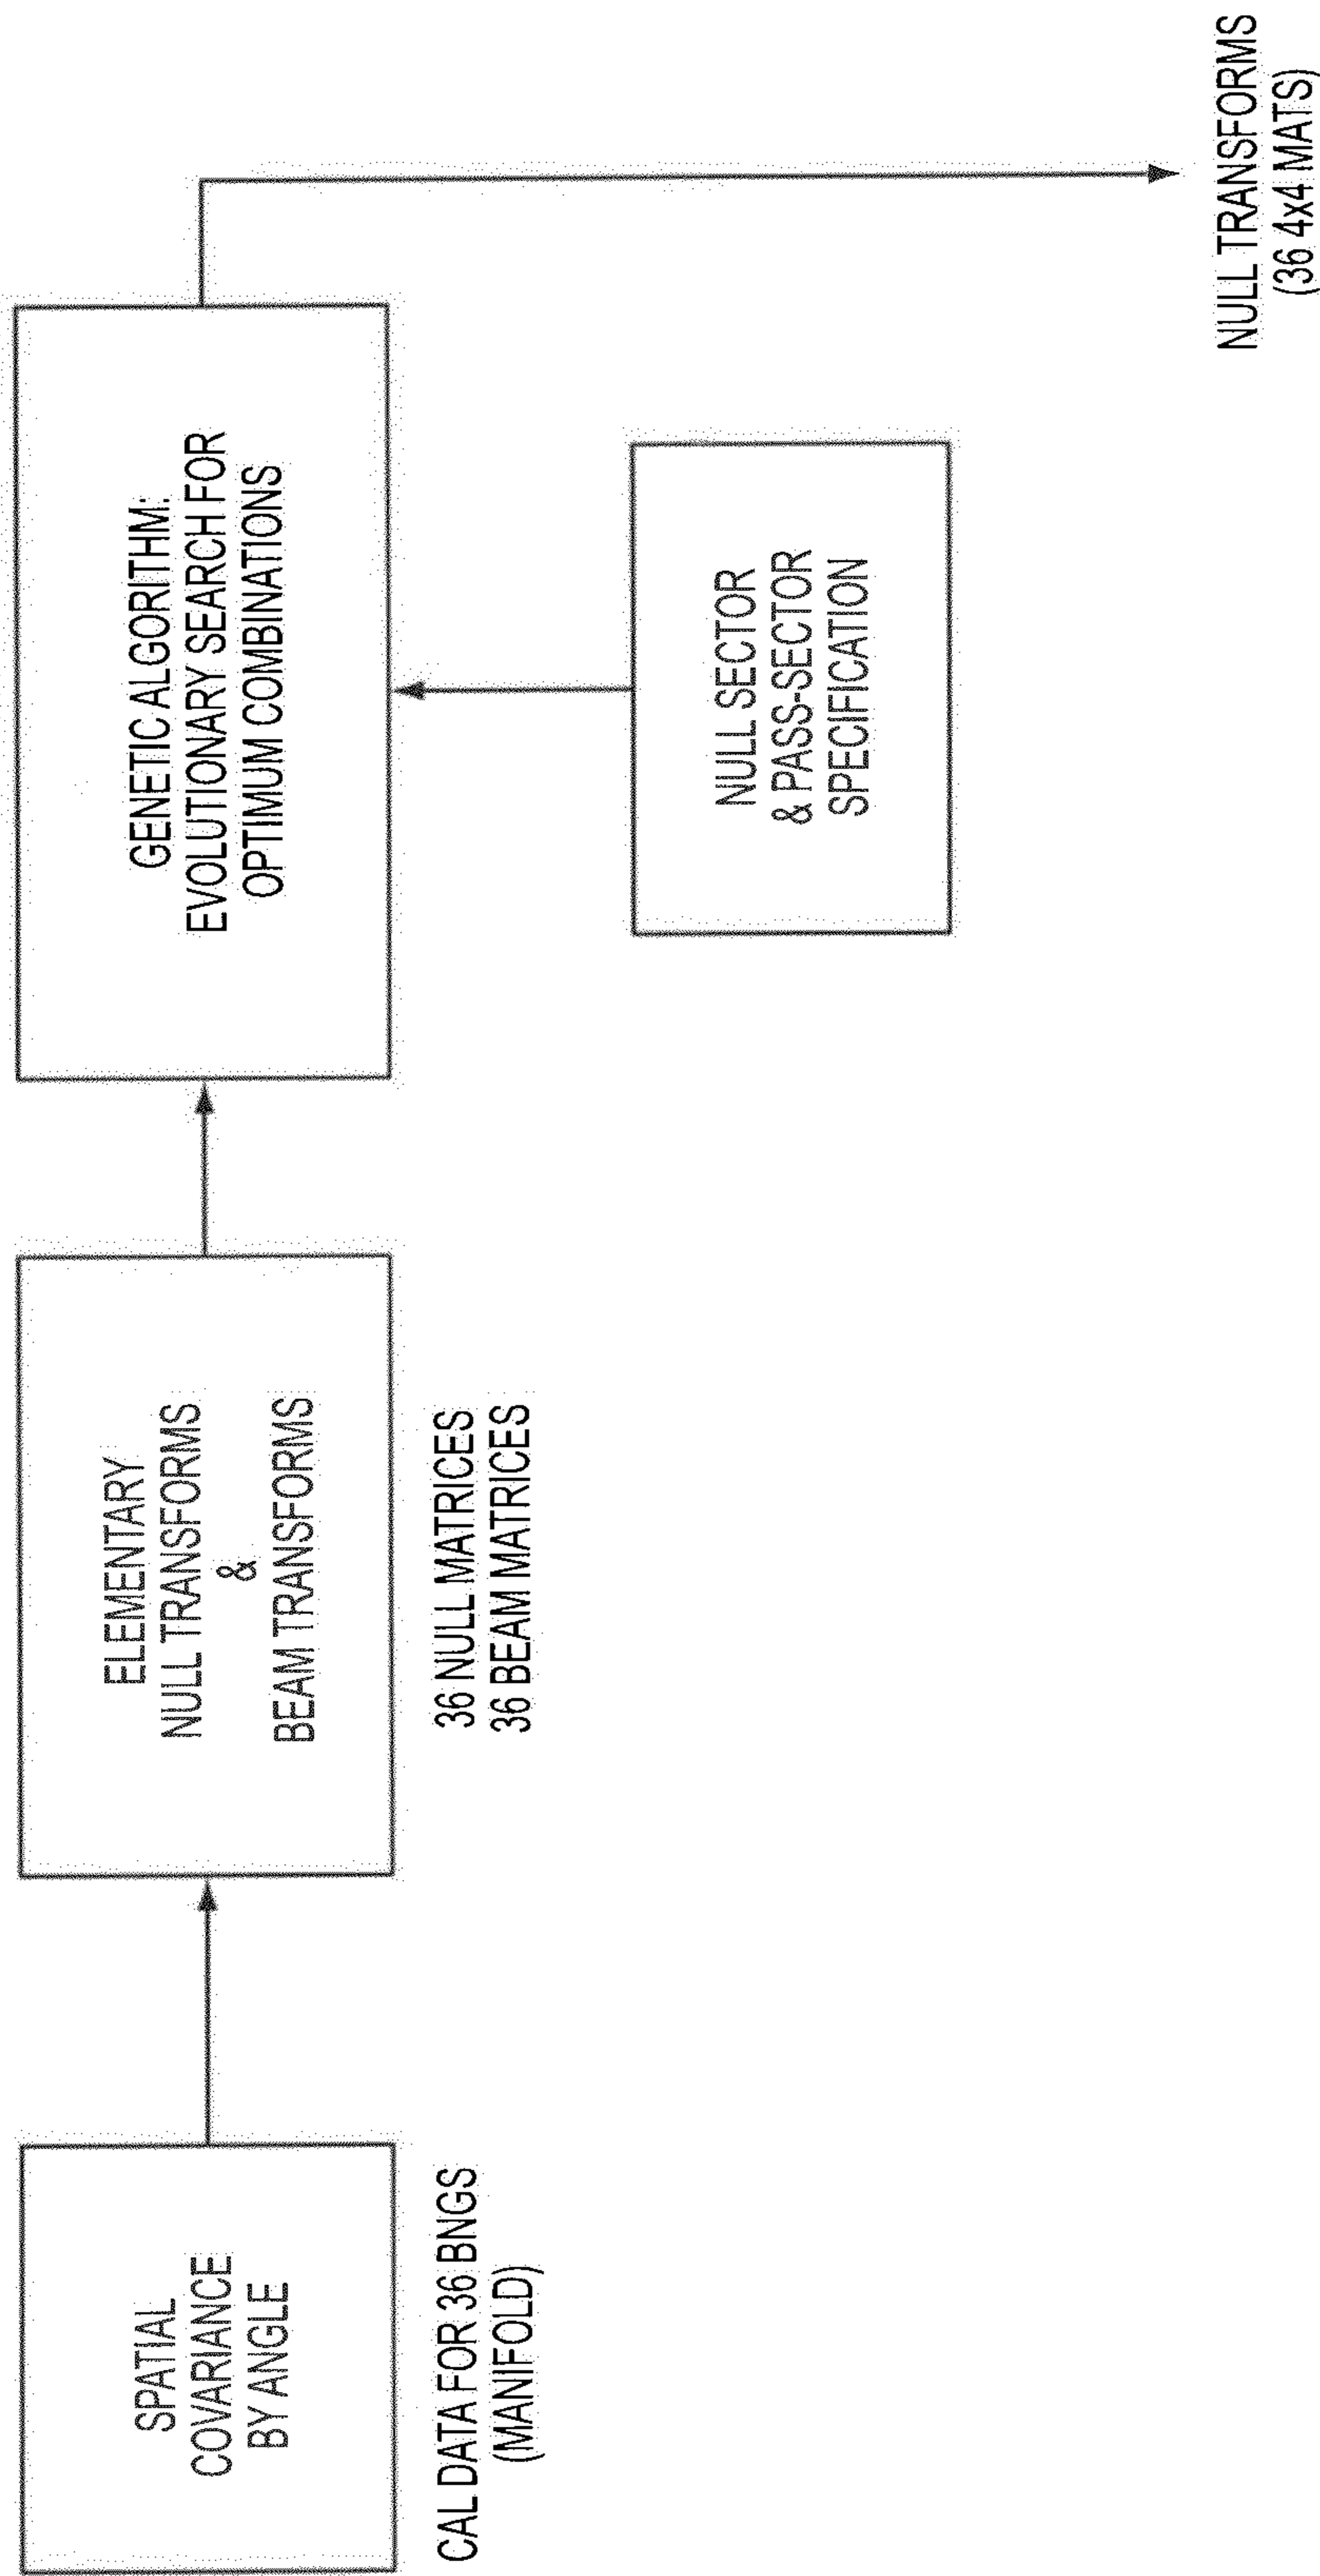 SPATIAL
COVARIANCE
BY ANGLE
CAL DATA FOR 36 BNGS
(MANIFOLD)
ELEMENTARY
NULL TRANSFORMS
&
BEAM TRANSFORMS
36 NULL MATRICES
36 BEAM MATRICES
GENETIC ALGORITHM:
EVOLUTIONARY SEARCH FOR
OPTIMUM COMBINATIONS
NULL SECTOR
& PASS-SECTOR
SPECIFICATION
NULL TRANSFORMS
(36 4x4 MATS)